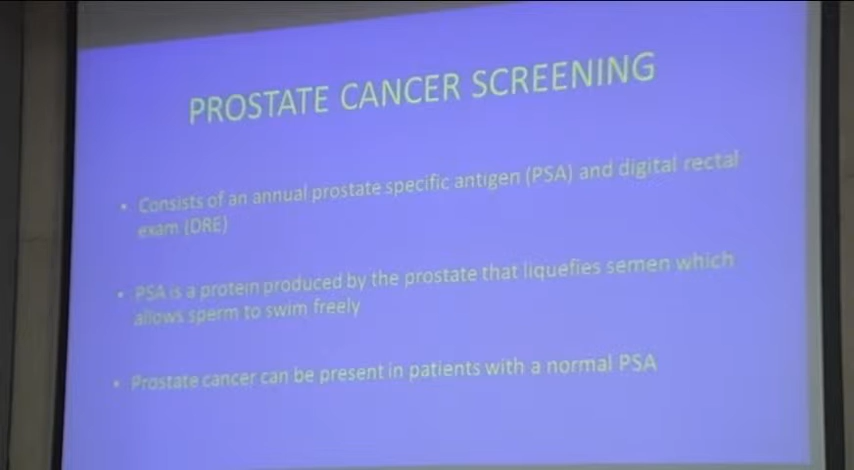 PROSTATE CANCER SCREENING
• Consists of an annual prostate specific antigen (PSA) and digital rectal
exam (DRE)
• PSA is a protein produced by the prostate that liquefies semen which
allows sperm to swim freely
• Prostate cancer can be present in patients with a normal PSA